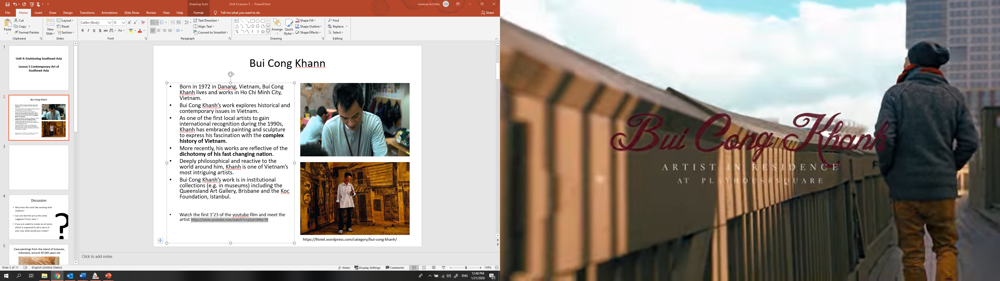 Drawing Tools
Unit 4 Lesson 5 - PowerPoint
vanessa Achilles
VA
File
Home
Insert
Draw
Design
Transitions
Animations
Slide Show
Review
View
Help
Format
Tell me what you want to do
Share
Paste
Cut
Copy
Format Painter
Clipboard
New Slide
Layout
Reset
Section
Slides
Calibri (Body)
10
Font
Text Direction
Align Text
Convert to SmartArt
Paragraph
Arrange
Quick Styles
Shape Fill
Shape Outline
Shape Effects
Drawing
Find
Replace
Select
Editing
1
Unit 4: Envisioning Southeast Asia
Lesson 5 Contemporary Art of
Southeast Asia
2
Bui Cong Khann
3
4
Discussion
• Why does the artist like working with
children?
• Can one feel the art as the artist
suggests? If yes, how ?
• If you are asked to create an art piece
which is supposed to tell a story of
your city, what would you create?
?
5
Cave paintings from the island of Sulawesi,
Indonesia, around 40.000 years old
Bui Cong Khann
• Born in 1972 in Danang, Vietnam, Bui Cong
Khanh lives and works in Ho Chi Minh City,
Vietnam.
• Bui Cong Khanh’s work explores historical and
contemporary issues in Vietnam.
• As one of the first local artists to gain
international recognition during the 1990s,
Khanh has embraced painting and sculpture
to express his fascination with the complex
history of Vietnam.
• More recently, his works are reflective of the
dichotomy of his fast changing nation.
• Deeply philosophical and reactive to the
world around him, Khanh is one of Vietnam’s
most intriguing artists.
• Bui Cong Khanh’s work is in institutional
collections (e.g. in museums) including the
Queensland Art Gallery, Brisbane and the Koc
Foundation, Istanbul.
• Watch the first 1’23 of the youtube film and meet the
artist https://www.youtube.com/watch?v=pZuh1RNe-T8
https://litviet.wordpress.com/category/bui-cong-khanh/
Click to add notes
Slide 2 of 11
English (United States)
Notes
Display Settings
Comments
108%
ENG
12:48 PM
1/21/2020
21
Bui Cong Khanh
ARTIST IN RESIDENCE
AT PLAYHOUSESQUARE